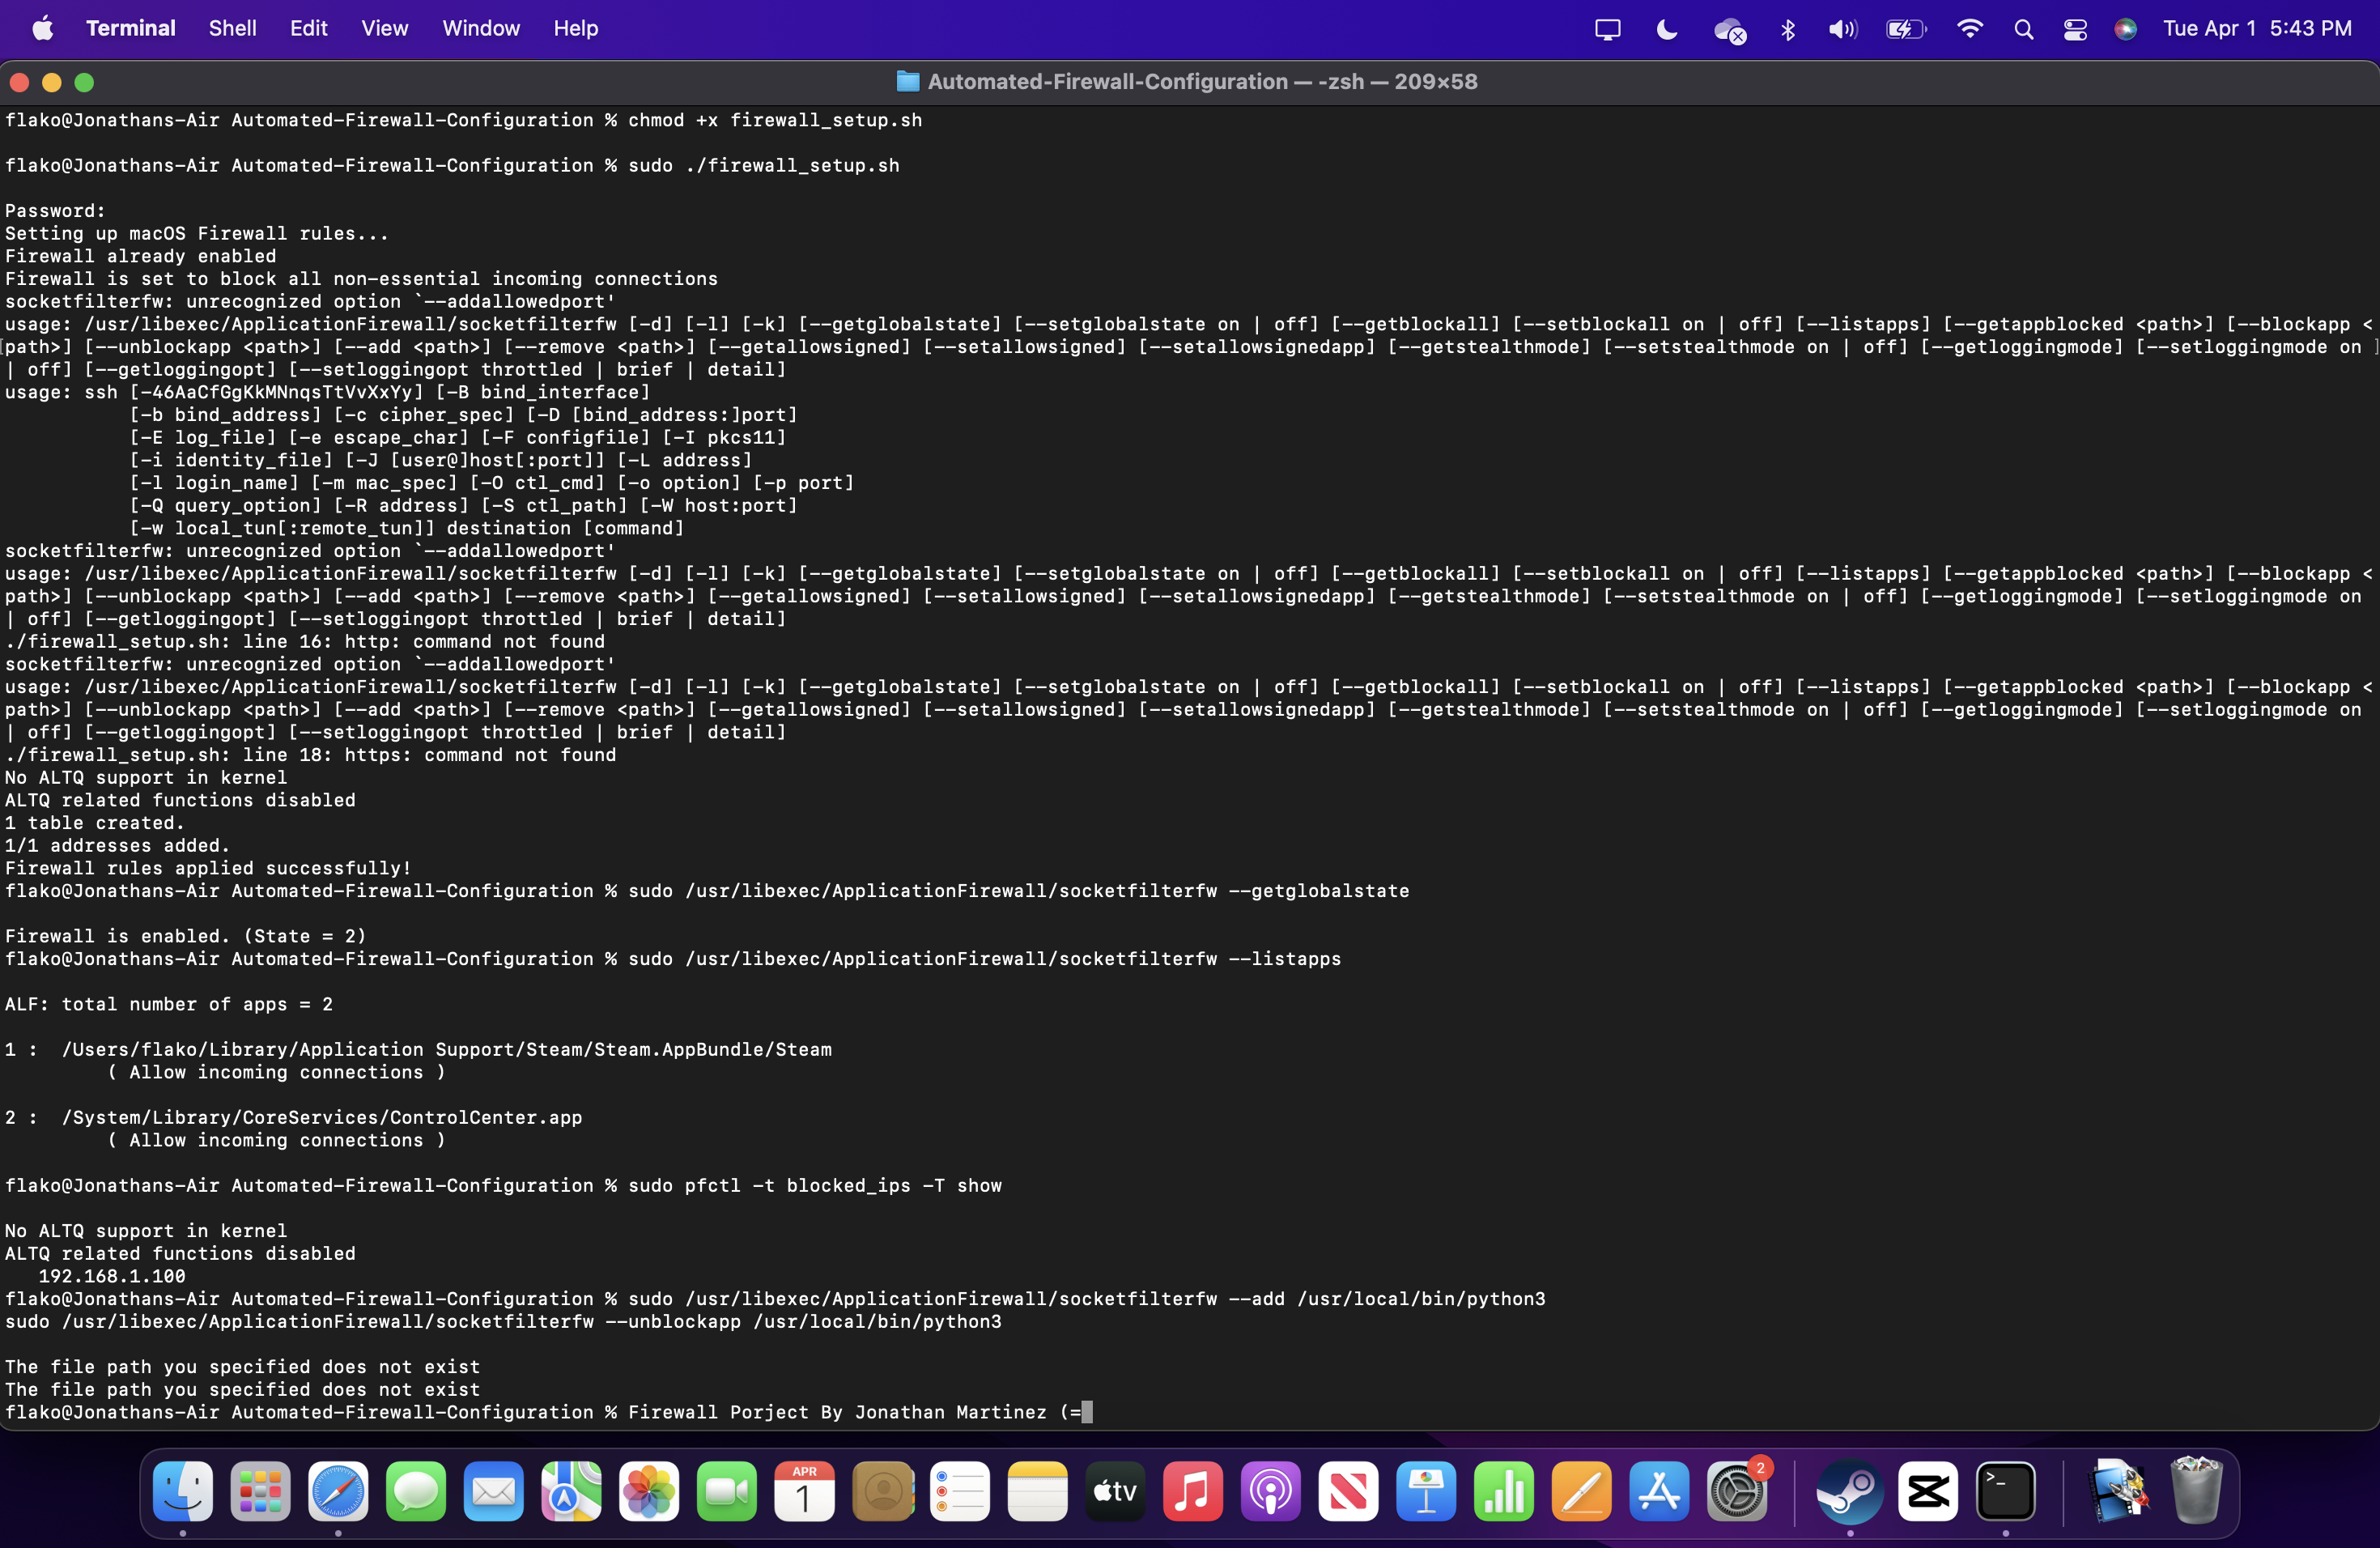 Terminal Shell Edit View Window Help Tue Apr 1 5:43 PM
Automated-Firewall-Configuration — -zsh — 209×58
flako@Jonathans-Air Automated-Firewall-Configuration % chmod +x firewall_setup.sh
flako@Jonathans-Air Automated-Firewall-Configuration % sudo ./firewall_setup.sh
Password:
Setting up macOS Firewall rules...
Firewall already enabled
Firewall is set to block all non-essential incoming connections
socketfilterfw: unrecognized option `--addallowedport'
usage: /usr/libexec/ApplicationFirewall/socketfilterfw [-d] [-l] [-k] [--getglobalstate] [--setglobalstate on | off] [--getblockall] [--setblockall on | off] [--listapps] [--getappblocked <path>] [--blockapp <
path>] [--unblockapp <path>] [--add <path>] [--remove <path>] [--getallowsigned] [--setallowsigned] [--setallowsignedapp] [--getstealthmode] [--setstealthmode on | off] [--getloggingmode] [--setloggingmode on ]
| off] [--getloggingopt] [--setloggingopt throttled | brief | detail]
usage: ssh [-46AaCfGgKkMNnqsTtVvXxYy] [-B bind_interface]
[-b bind_address] [-c cipher_spec] [-D [bind_address:]port]
[-E log_file] [-e escape_char] [-F configfile] [-I pkcs11]
[-i identity_file] [-J [user@]host[:port]] [-L address]
[-l login_name] [-m mac_spec] [-O ctl_cmd] [-o option] [-p port]
[-Q query_option] [-R address] [-S ctl_path] [-W host:port]
[-w local_tun[:remote_tun]] destination [command]
socketfilterfw: unrecognized option `--addallowedport'
usage: /usr/libexec/ApplicationFirewall/socketfilterfw [-d] [-l] [-k] [--getglobalstate] [--setglobalstate on | off] [--getblockall] [--setblockall on | off] [--listapps] [--getappblocked <path>] [--blockapp <
path>] [--unblockapp <path>] [--add <path>] [--remove <path>] [--getallowsigned] [--setallowsigned] [--setallowsignedapp] [--getstealthmode] [--setstealthmode on | off] [--getloggingmode] [--setloggingmode on
| off] [--getloggingopt] [--setloggingopt throttled | brief | detail]
./firewall_setup.sh: line 16: http: command not found
socketfilterfw: unrecognized option `--addallowedport'
usage: /usr/libexec/ApplicationFirewall/socketfilterfw [-d] [-l] [-k] [--getglobalstate] [--setglobalstate on | off] [--getblockall] [--setblockall on | off] [--listapps] [--getappblocked <path>] [--blockapp <
path>] [--unblockapp <path>] [--add <path>] [--remove <path>] [--getallowsigned] [--setallowsigned] [--setallowsignedapp] [--getstealthmode] [--setstealthmode on | off] [--getloggingmode] [--setloggingmode on
| off] [--getloggingopt] [--setloggingopt throttled | brief | detail]
./firewall_setup.sh: line 18: https: command not found
No ALTQ support in kernel
ALTQ related functions disabled
1 table created.
1/1 addresses added.
Firewall rules applied successfully!
flako@Jonathans-Air Automated-Firewall-Configuration % sudo /usr/libexec/ApplicationFirewall/socketfilterfw --getglobalstate
Firewall is enabled. (State = 2)
flako@Jonathans-Air Automated-Firewall-Configuration % sudo /usr/libexec/ApplicationFirewall/socketfilterfw --listapps
ALF: total number of apps = 2
1 : /Users/flako/Library/Application Support/Steam/Steam.AppBundle/Steam
( Allow incoming connections )
2 : /System/Library/CoreServices/ControlCenter.app
( Allow incoming connections )
flako@Jonathans-Air Automated-Firewall-Configuration % sudo pfctl -t blocked_ips -T show
No ALTQ support in kernel
ALTQ related functions disabled
192.168.1.100
flako@Jonathans-Air Automated-Firewall-Configuration % sudo /usr/libexec/ApplicationFirewall/socketfilterfw --add /usr/local/bin/python3
sudo /usr/libexec/ApplicationFirewall/socketfilterfw --unblockapp /usr/local/bin/python3
The file path you specified does not exist
The file path you specified does not exist
flako@Jonathans-Air Automated-Firewall-Configuration % Firewall Porject By Jonathan Martinez (=
APR
1
tv
2
>_